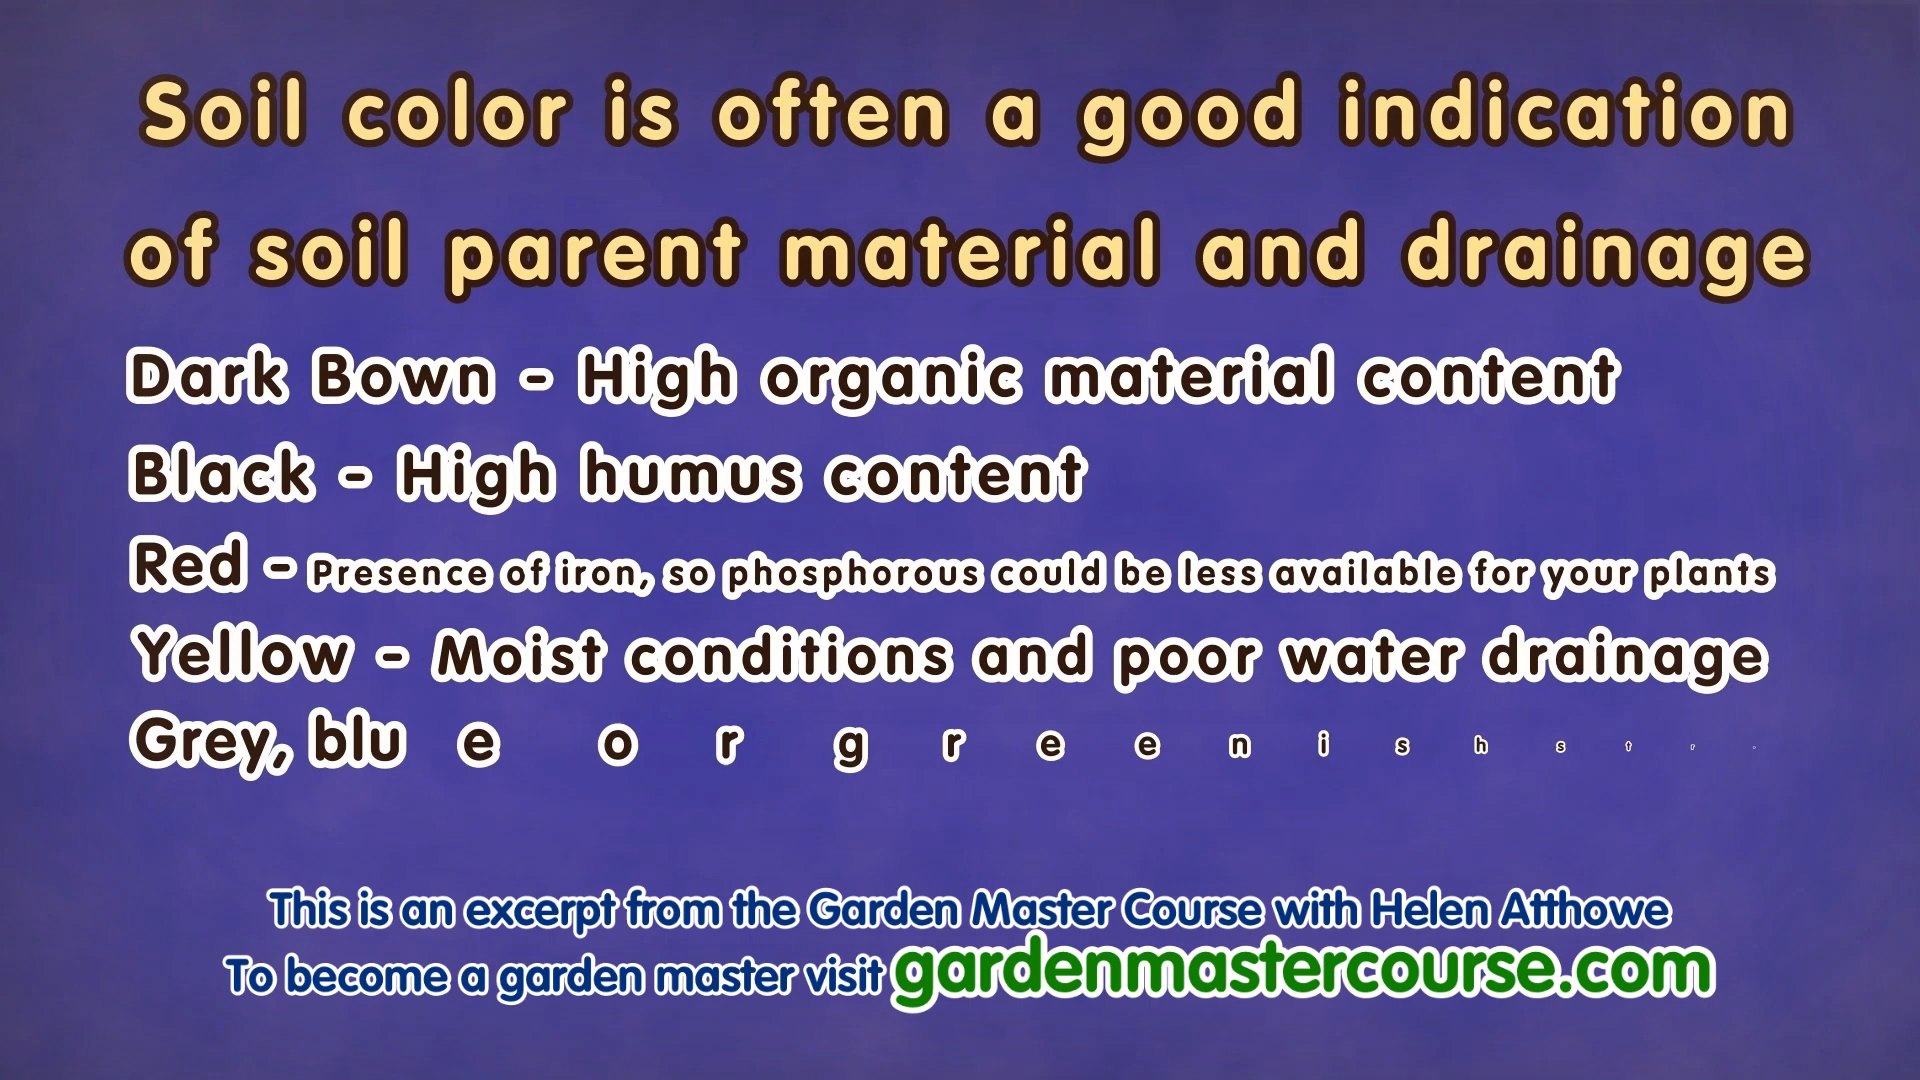 Soil color is often a good indication
of soil parent material and drainage
Dark Bown - High organic material content
Black - High humus content
Red - Presence of iron, so phosphorous could be less available for your plants
Yellow - Moist conditions and poor water drainage
Grey, blue or greenish str
This is an excerpt from the Garden Master Course with Helen Atthowe
To become a garden master visit gardenmastercourse.com